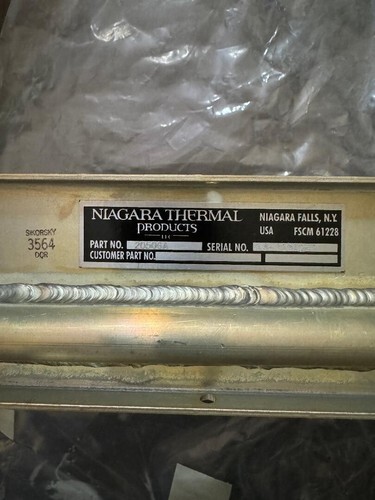 NIAGARA THERMAL
PRODUCTS
LLC
NIAGARA FALLS, N.Y.
USA FSCM 61228
PART NO. 20506A SERIAL NO.
CUSTOMER PART NO.
SIKORSKY
3564
DQR